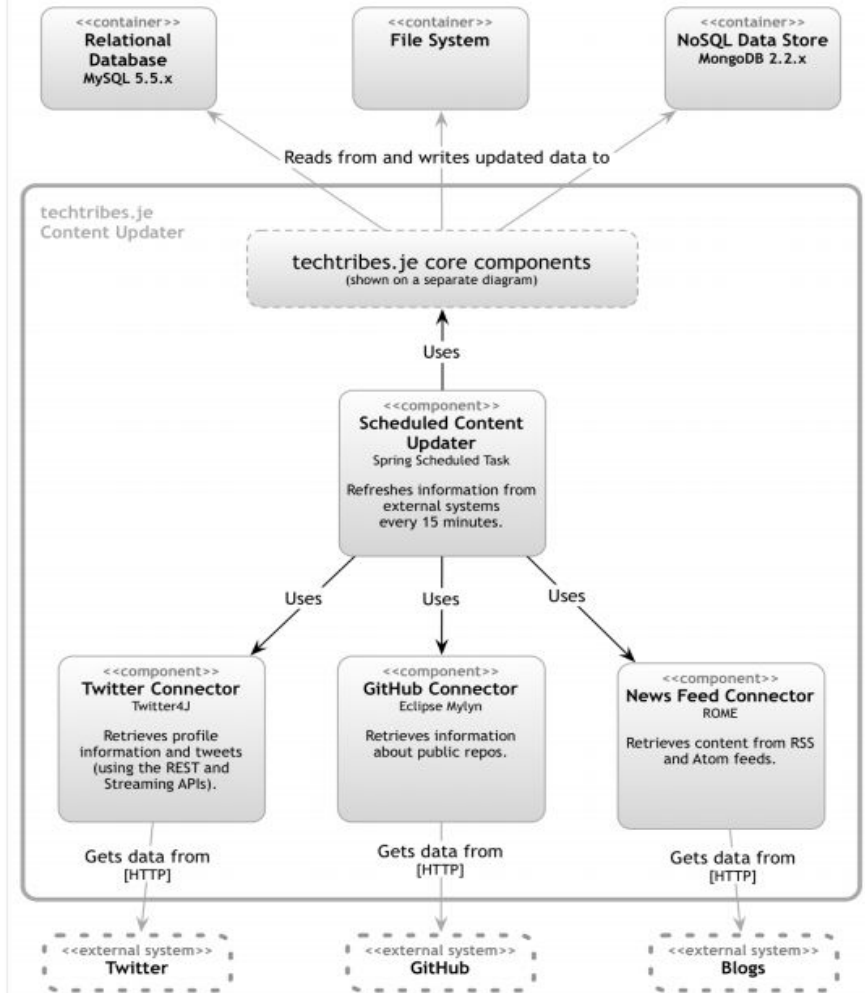 <<container>>
Relational
Database
MySQL 5.5.x
<<container>>
File System
<<container>>
NoSQL Data Store
MongoDB 2.2.x
Reads from and writes updated data to
techtribes.je
Content Updater
techtribes.je core components
(shown on a separate diagram)
Uses
<<component>>
Scheduled Content
Updater
Spring Scheduled Task
Refreshes information from
external systems
every 15 minutes.
Uses
Uses
Uses
<<component>>
Twitter Connector
Twitter4J
Retrieves profile
information and tweets
(using the REST and
Streaming APIs).
<<component>>
GitHub Connector
Eclipse Mylyn
Retrieves information
about public repos.
<<component>>
News Feed Connector
ROME
Retrieves content from RSS
and Atom feeds.
Gets data from
[HTTP]
Gets data from
[HTTP]
Gets data from
[HTTP]
<<external system>>
Twitter
<<external system>>
GitHub
<<external system>>
Blogs